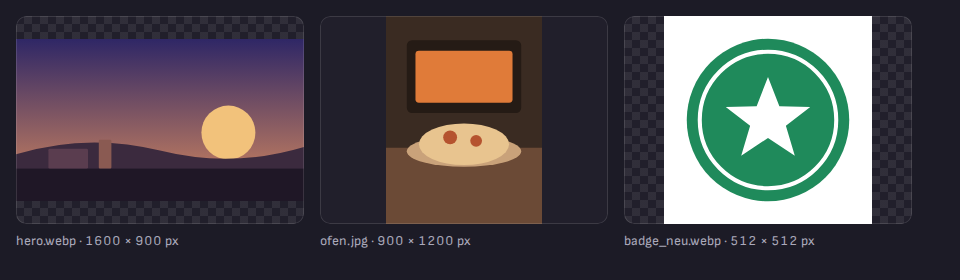 hero.webp · 1600 × 900 px
ofen.jpg · 900 × 1200 px
badge_neu.webp · 512 × 512 px